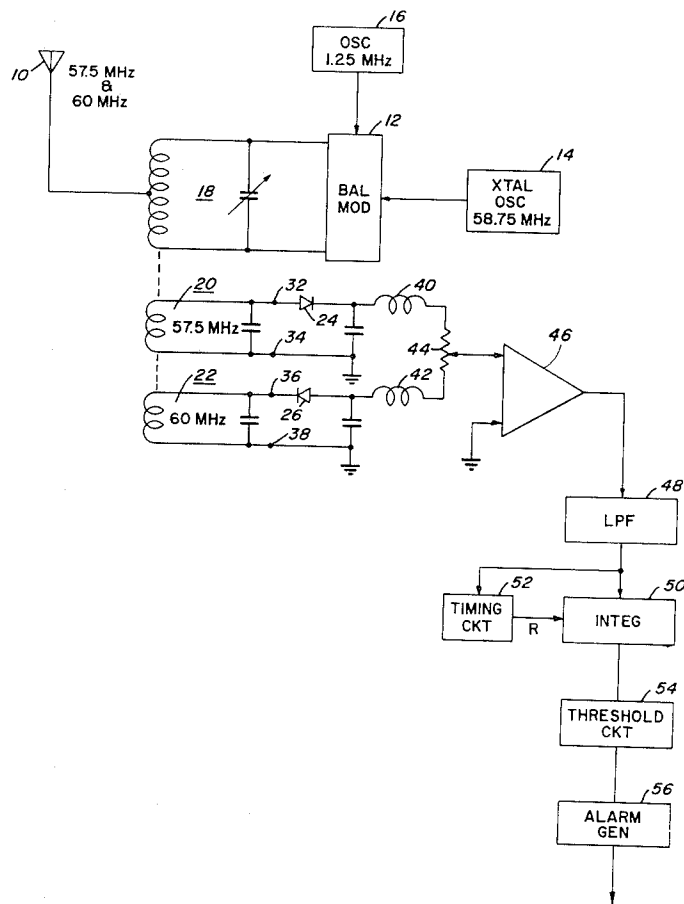 16
OSC
1.25 MHz
10
57.5 MHz
&
60 MHz
12
14
18
BAL
MOD
XTAL
OSC
58.75 MHz
20
32
24
40
57.5 MHz
34
44
46
22
36
42
60 MHz
26
38
48
LPF
52
50
TIMING
CKT
R
INTEG
54
THRESHOLD
CKT
56
ALARM
GEN